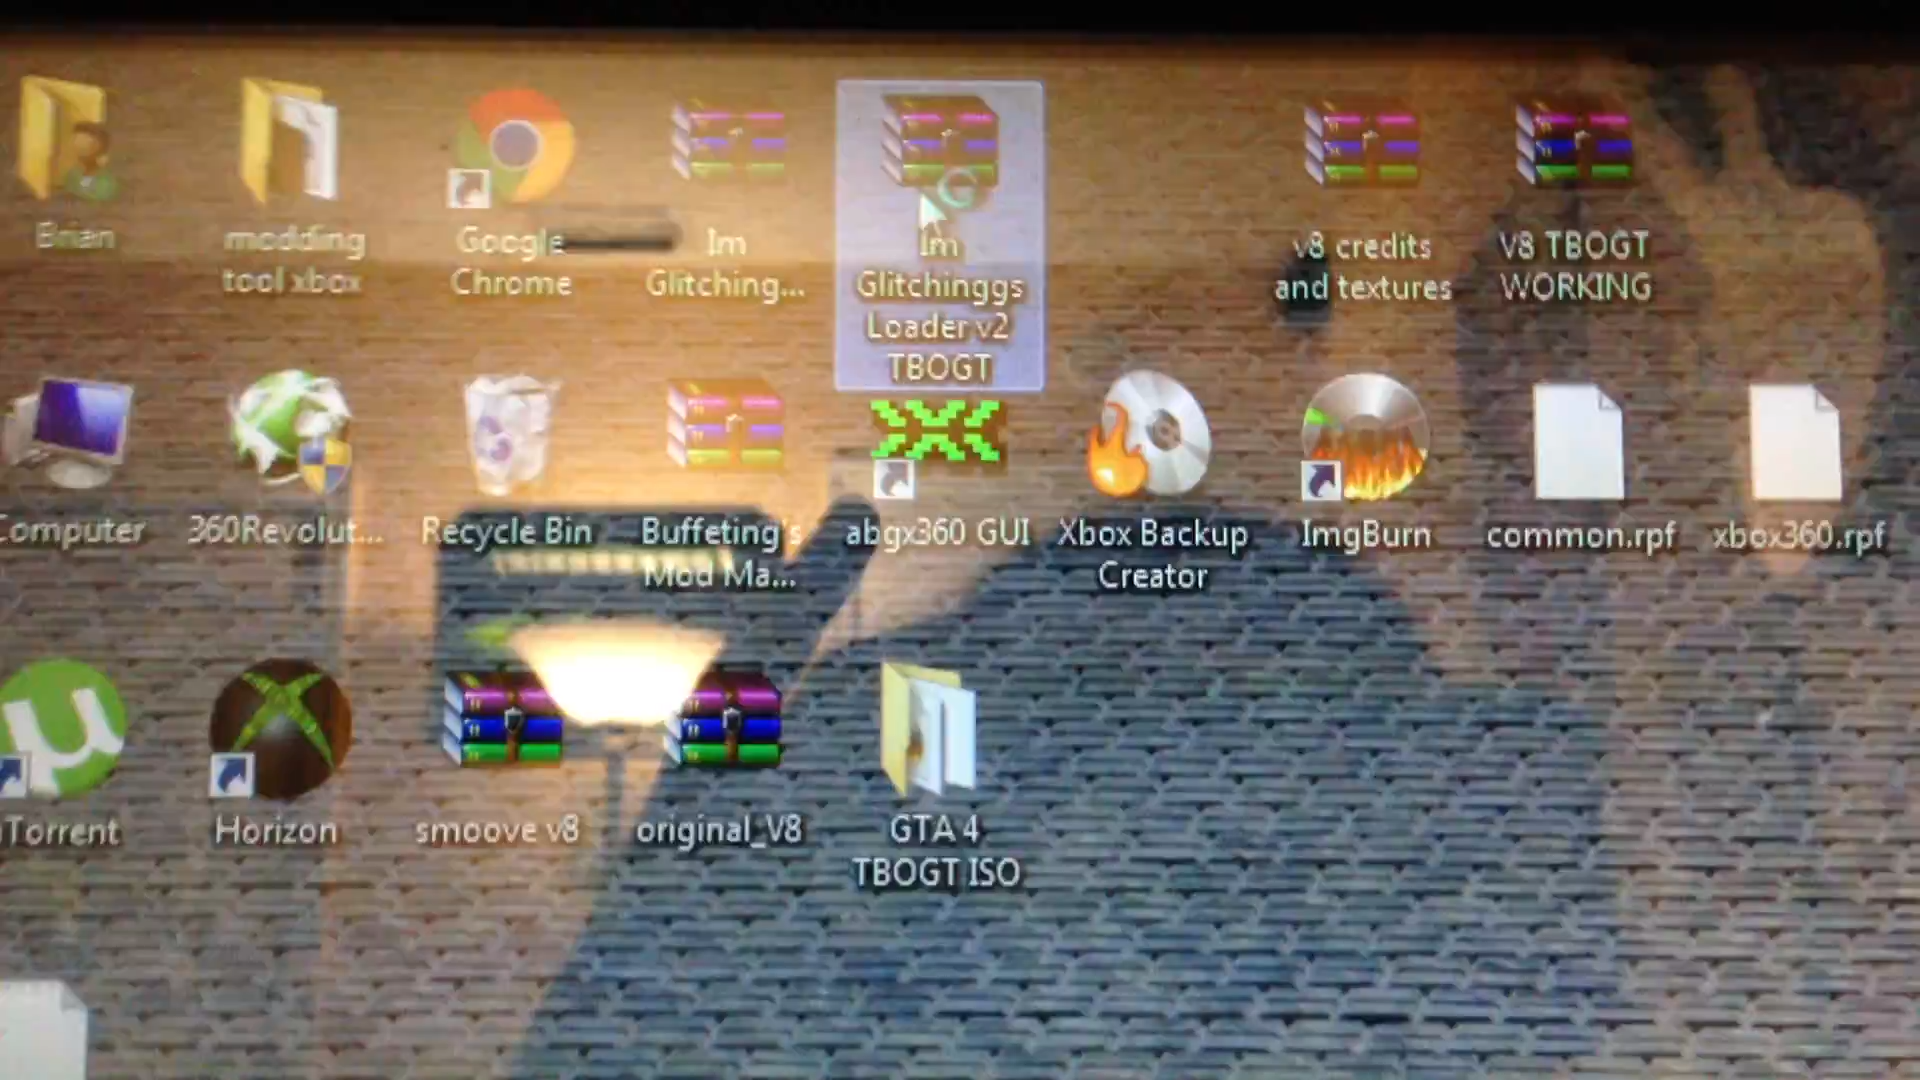 Brian
modding
tool xbox
Google
Chrome
Im
Glitching...
Im
Glitchinggs
Loader v2
TBOGT
v8 credits
and textures
V8 TBOGT
WORKING
Computer
360Revolut...
Recycle Bin
Buffeting's
Mod Ma...
abgx360 GUI
Xbox Backup
Creator
ImgBurn
common.rpf
xbox360.rpf
Torrent
Horizon
smoove v8
original_V8
GTA 4
TBOGT ISO